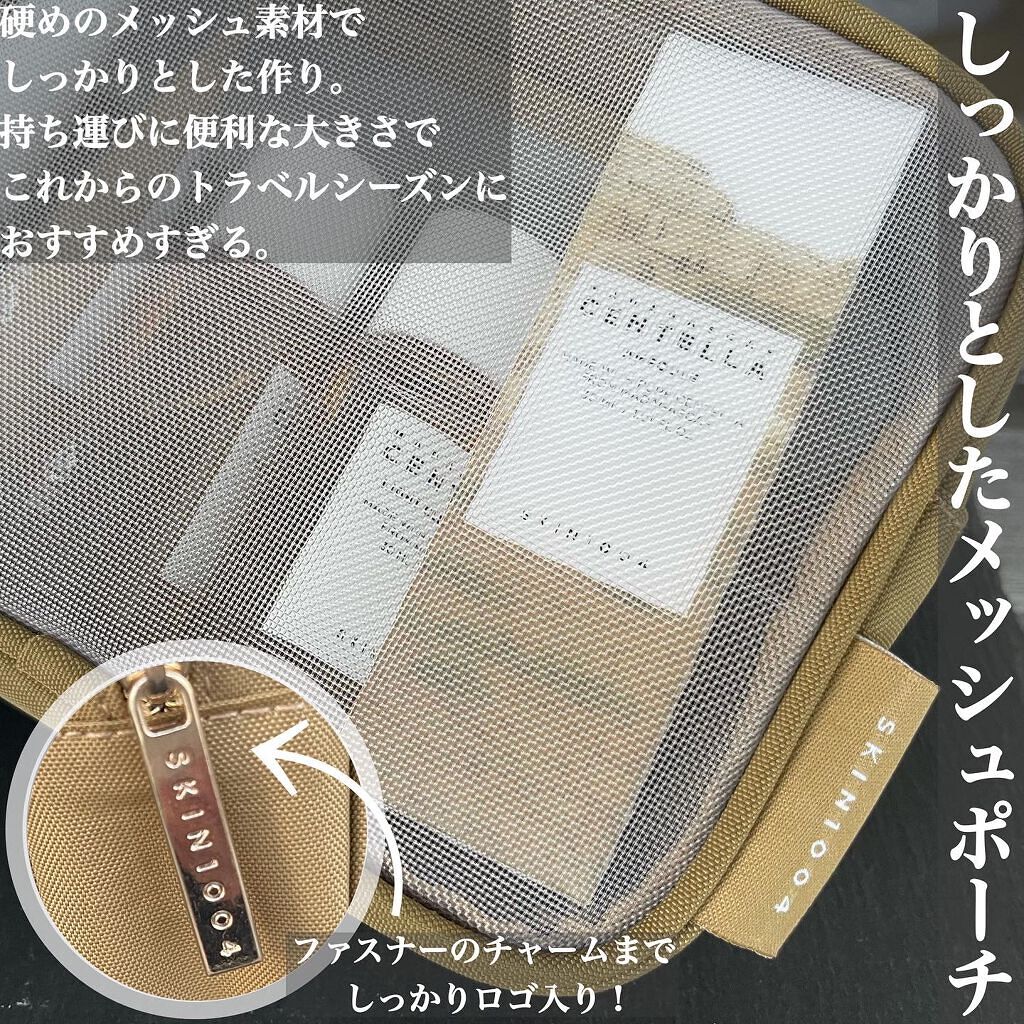 硬めのメッシュ素材で
しっかりとした作り。
持ち運びに便利な大きさで
これからのトラベルシーズンに
おすすめすぎる。
しっかりとしたメッシュポーチ
CENTELLA
SKIN1004
CEN
SKIN1004
SKIN1004
ファスナーのチャームまで
しっかりロゴ入り！